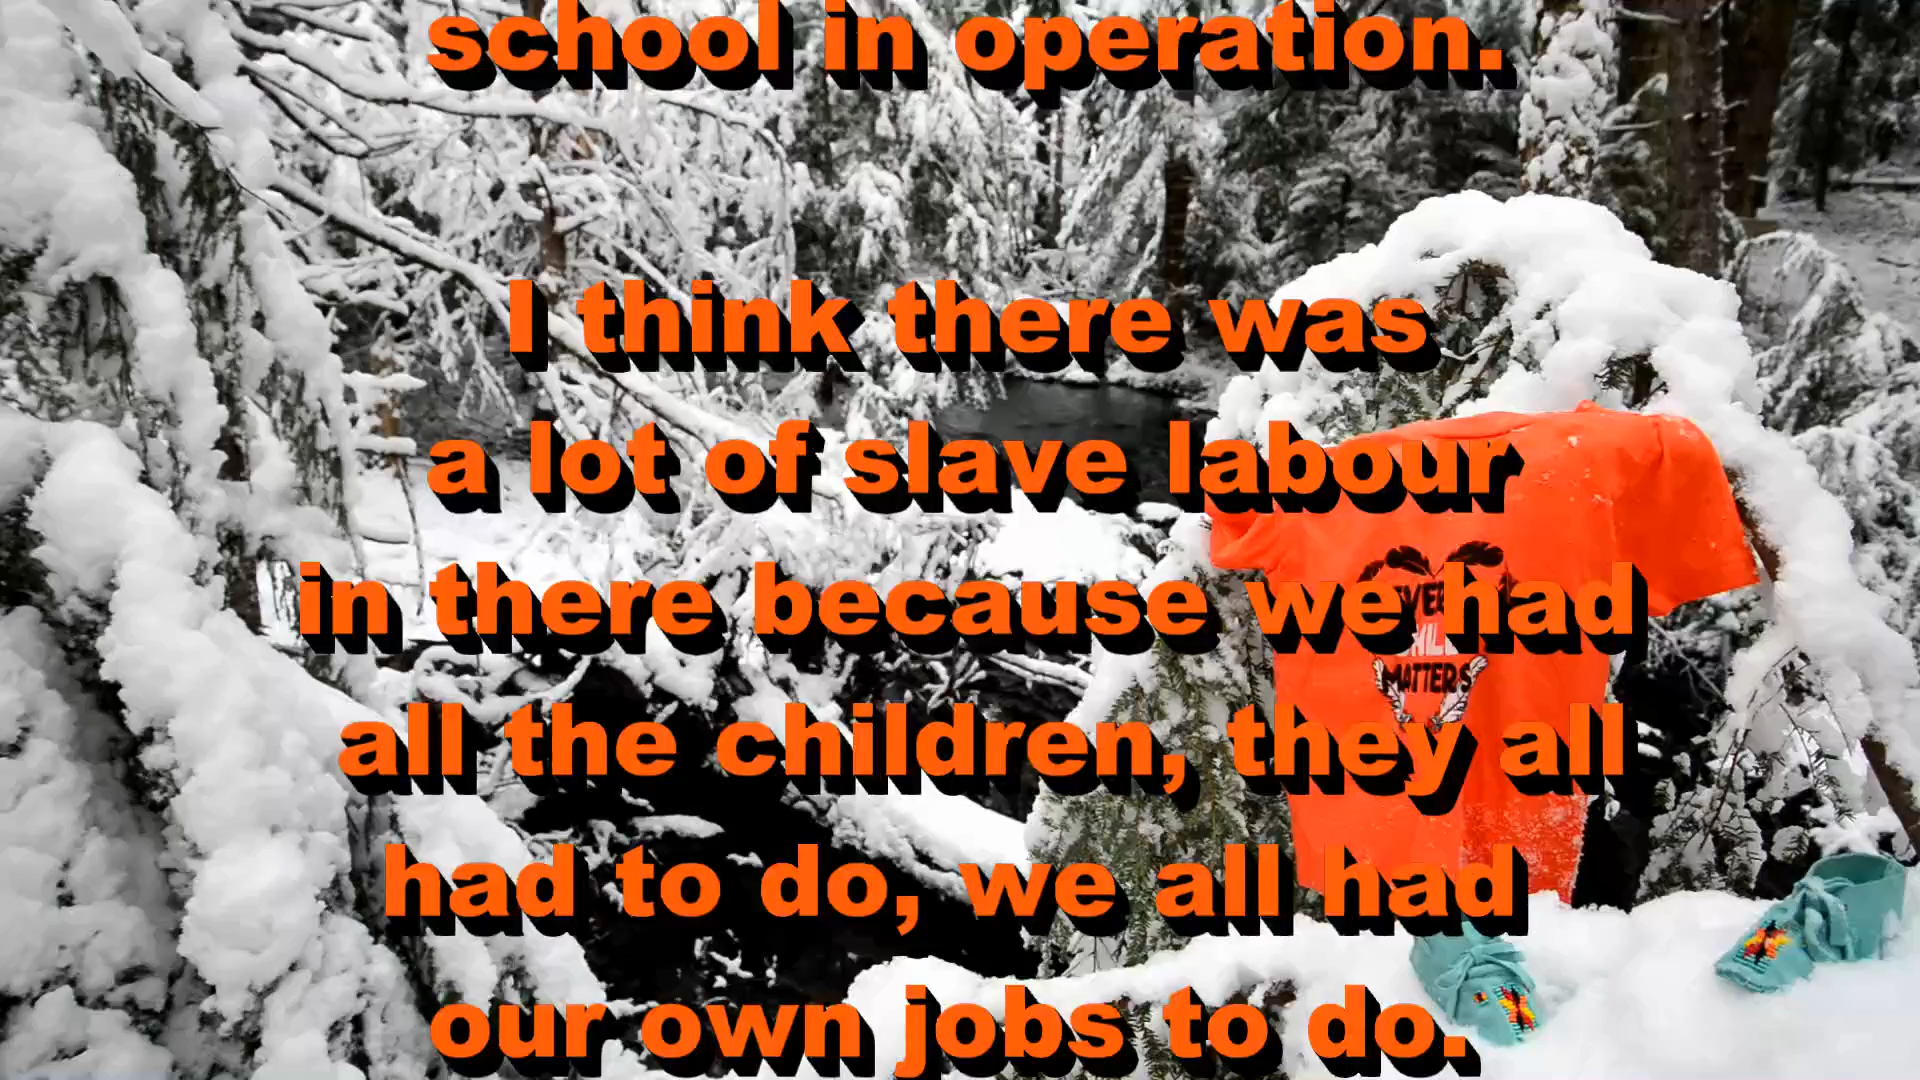 school in operation.
I think there was
a lot of slave labour
in there because we had
all the children, they all
had to do, we all had
our own jobs to do.
MATTERS